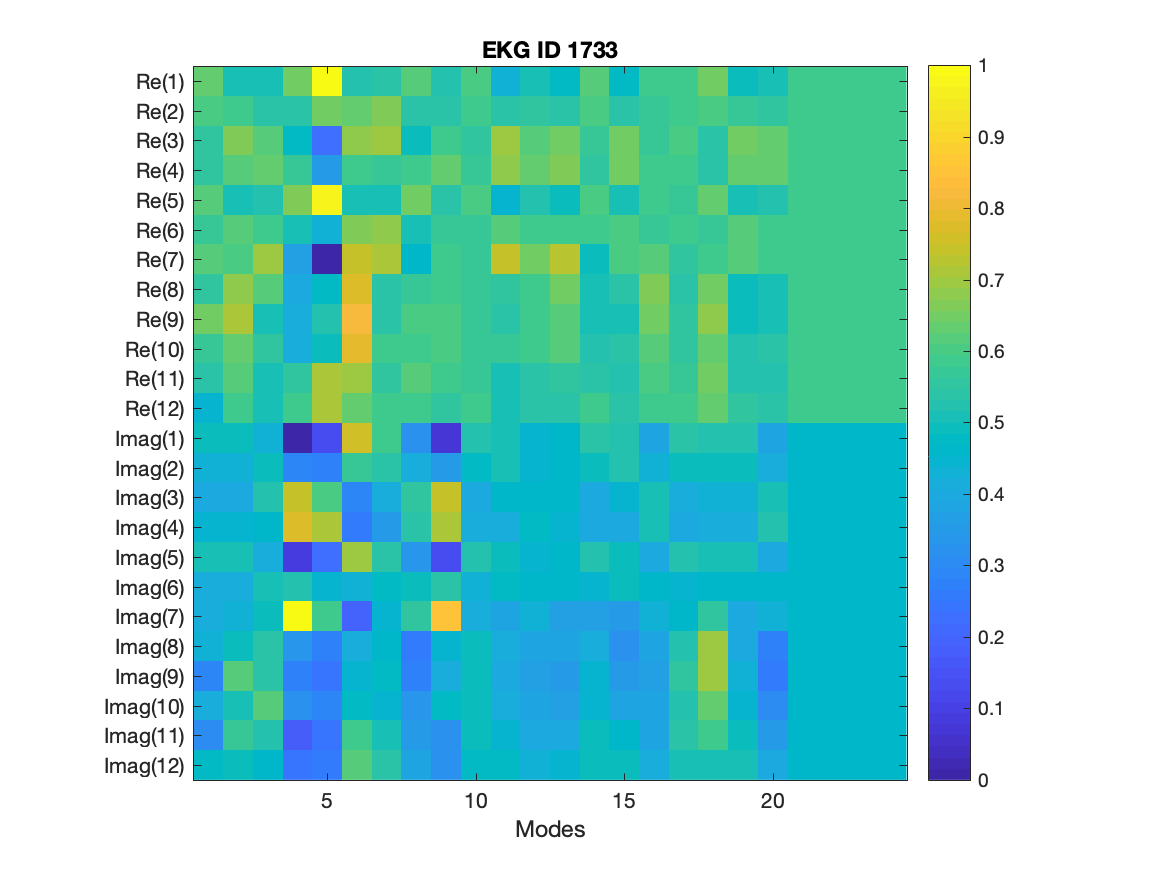 EKG ID 1733
Re(1)
Re(2)
Re(3)
Re(4)
Re(5)
Re(6)
Re(7)
Re(8)
Re(9)
Re(10)
Re(11)
Re(12)
Imag(1)
Imag(2)
Imag(3)
Imag(4)
Imag(5)
Imag(6)
Imag(7)
Imag(8)
Imag(9)
Imag(10)
Imag(11)
Imag(12)
5 10 15 20
Modes
1
0.9
0.8
0.7
0.6
0.5
0.4
0.3
0.2
0.1
0